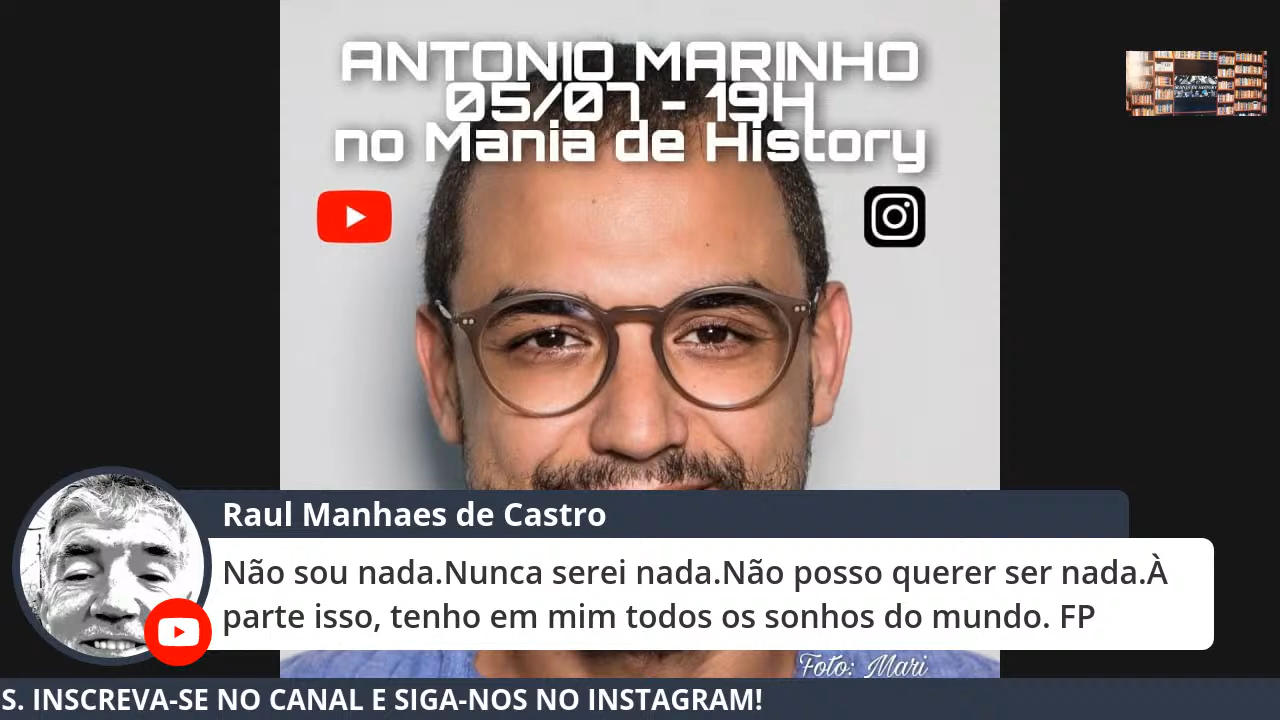 ANTONIO MARINHO
05/07 - 19H
no Mania de History
Raul Manhaes de Castro
Não sou nada.Nunca serei nada.Não posso querer ser nada.À
parte isso, tenho em mim todos os sonhos do mundo. FP
Foto: Mari
S. INSCREVA-SE NO CANAL E SIGA-NOS NO INSTAGRAM!